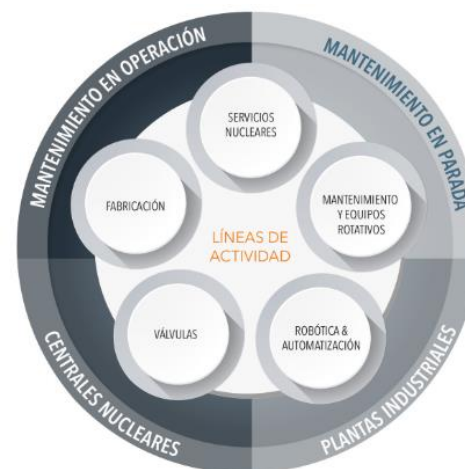 MANTENIMIENTO EN OPERACIÓN
MANTENIMIENTO EN PARADA
SERVICIOS
NUCLEARES
FABRICACIÓN
MANTENIMIENTO
Y EQUIPOS
ROTATIVOS
LÍNEAS DE
ACTIVIDAD
VÁLVULAS
ROBÓTICA &
AUTOMATIZACIÓN
CENTRALES NUCLEARES
PLANTAS INDUSTRIALES